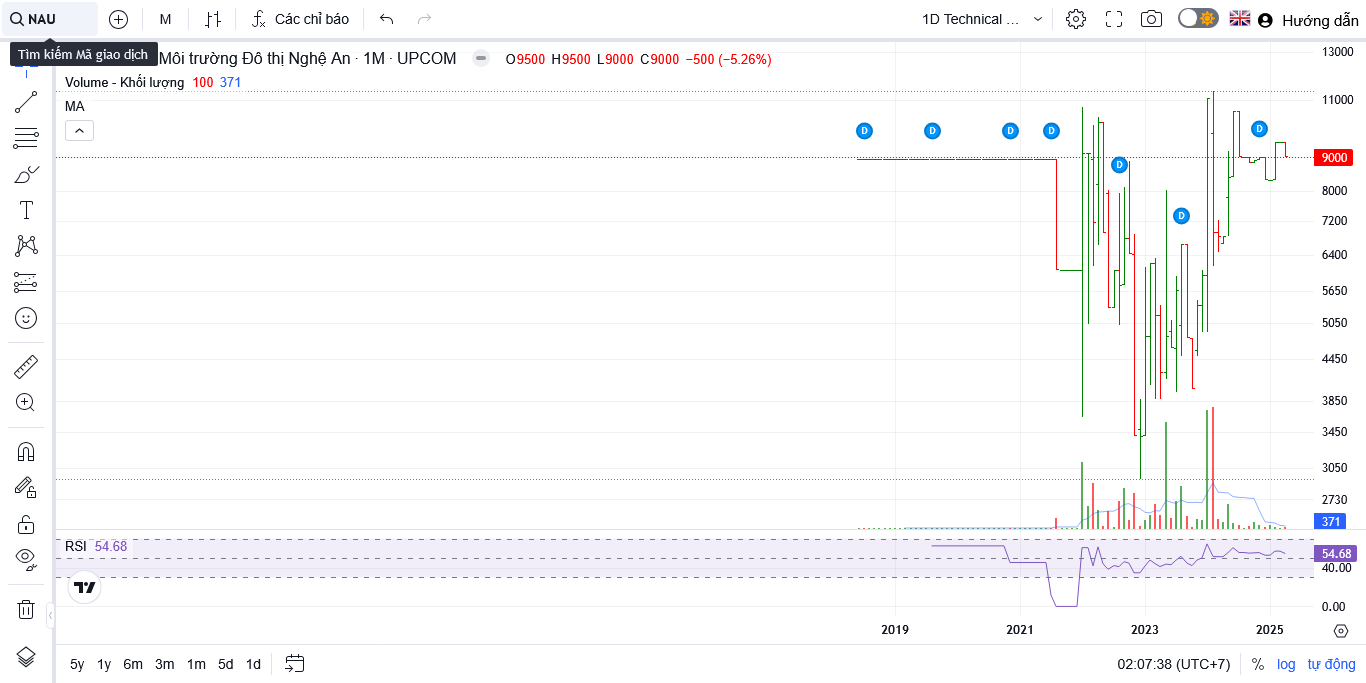 NAU
M
Các chỉ báo
1D Technical ...
Hướng dẫn
Tìm kiếm Mã giao dịch
Môi trường Đô thị Nghệ An · 1M · UPCOM
O9500 H9500 L9000 C9000 −500 (−5.26%)
Volume - Khối lượng 100 371
MA
D D D D D D D
13000
11000
9000
8000
7200
6400
5650
5050
4450
3850
3450
3050
2730
371
RSI 54.68
54.68
40.00
0.00
2019 2021 2023 2025
5y 1y 6m 3m 1m 5d 1d
02:07:38 (UTC+7) % log tự động